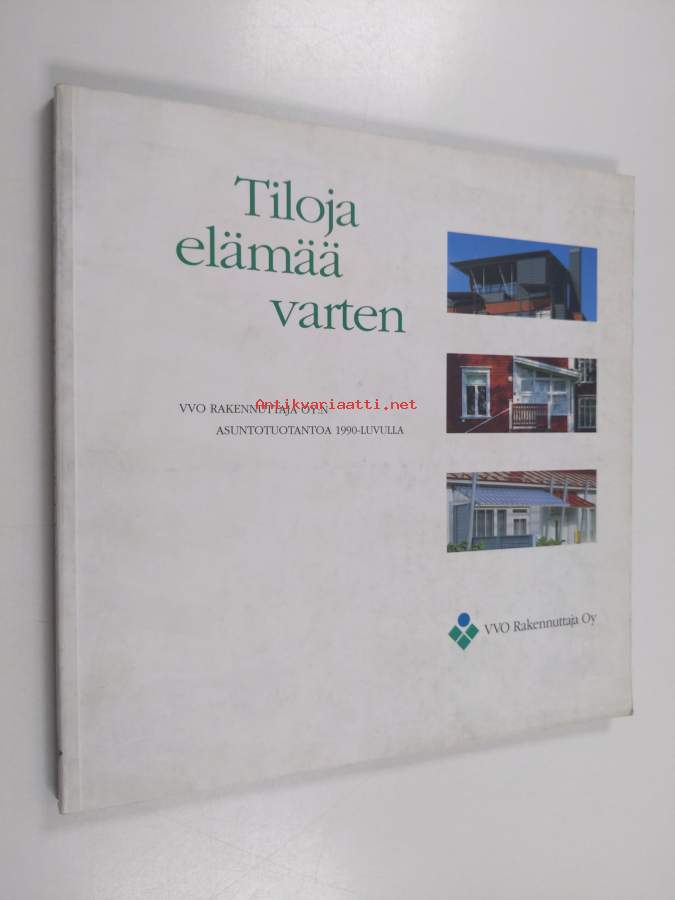 Tiloja
elämää
varten
VVO RAKENNUTTAJA OY:N
ASUNTOTUOTANTOA 1990-LUVULLA
Antikvariaatti.net
VVO Rakennuttaja Oy